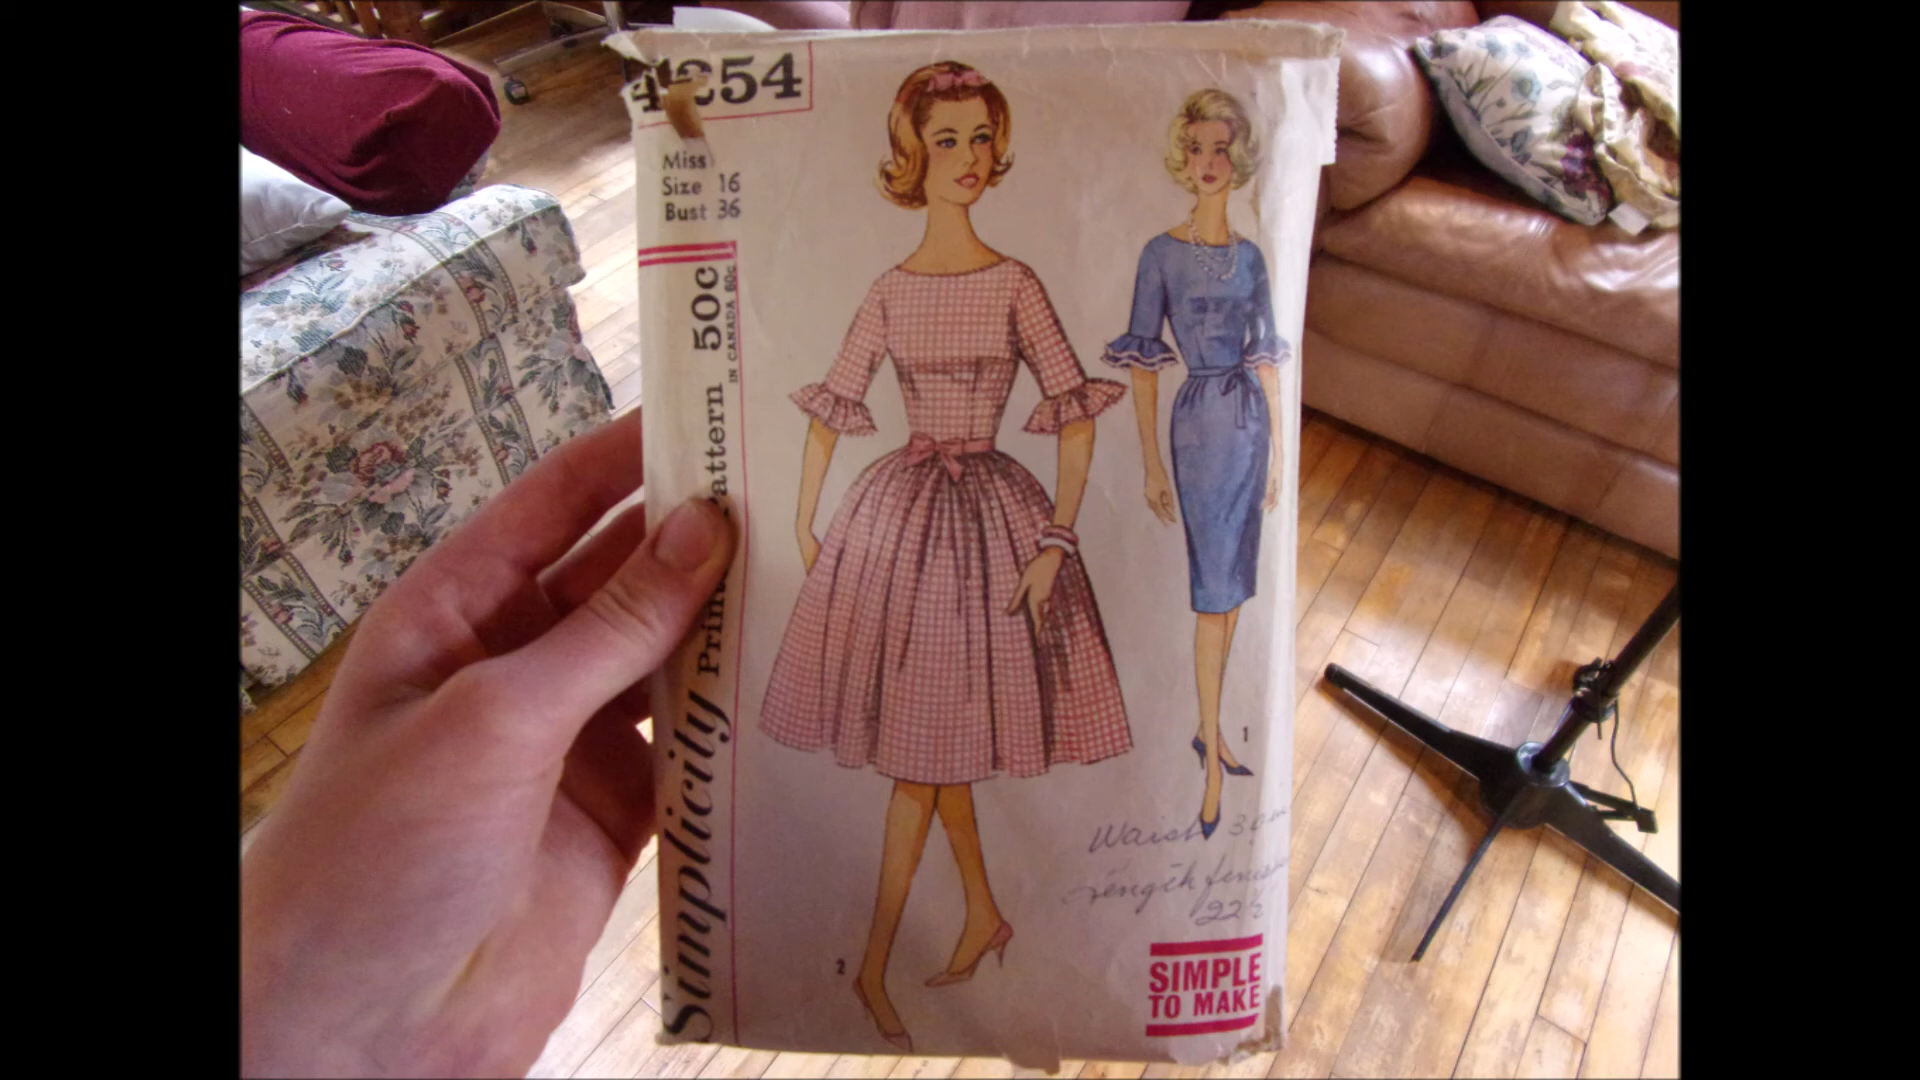 4254
Miss
Size 16
Bust 36
50c
IN CANADA 60c
Simplicity
SIMPLE
TO MAKE
Waist
length
22½
1
2